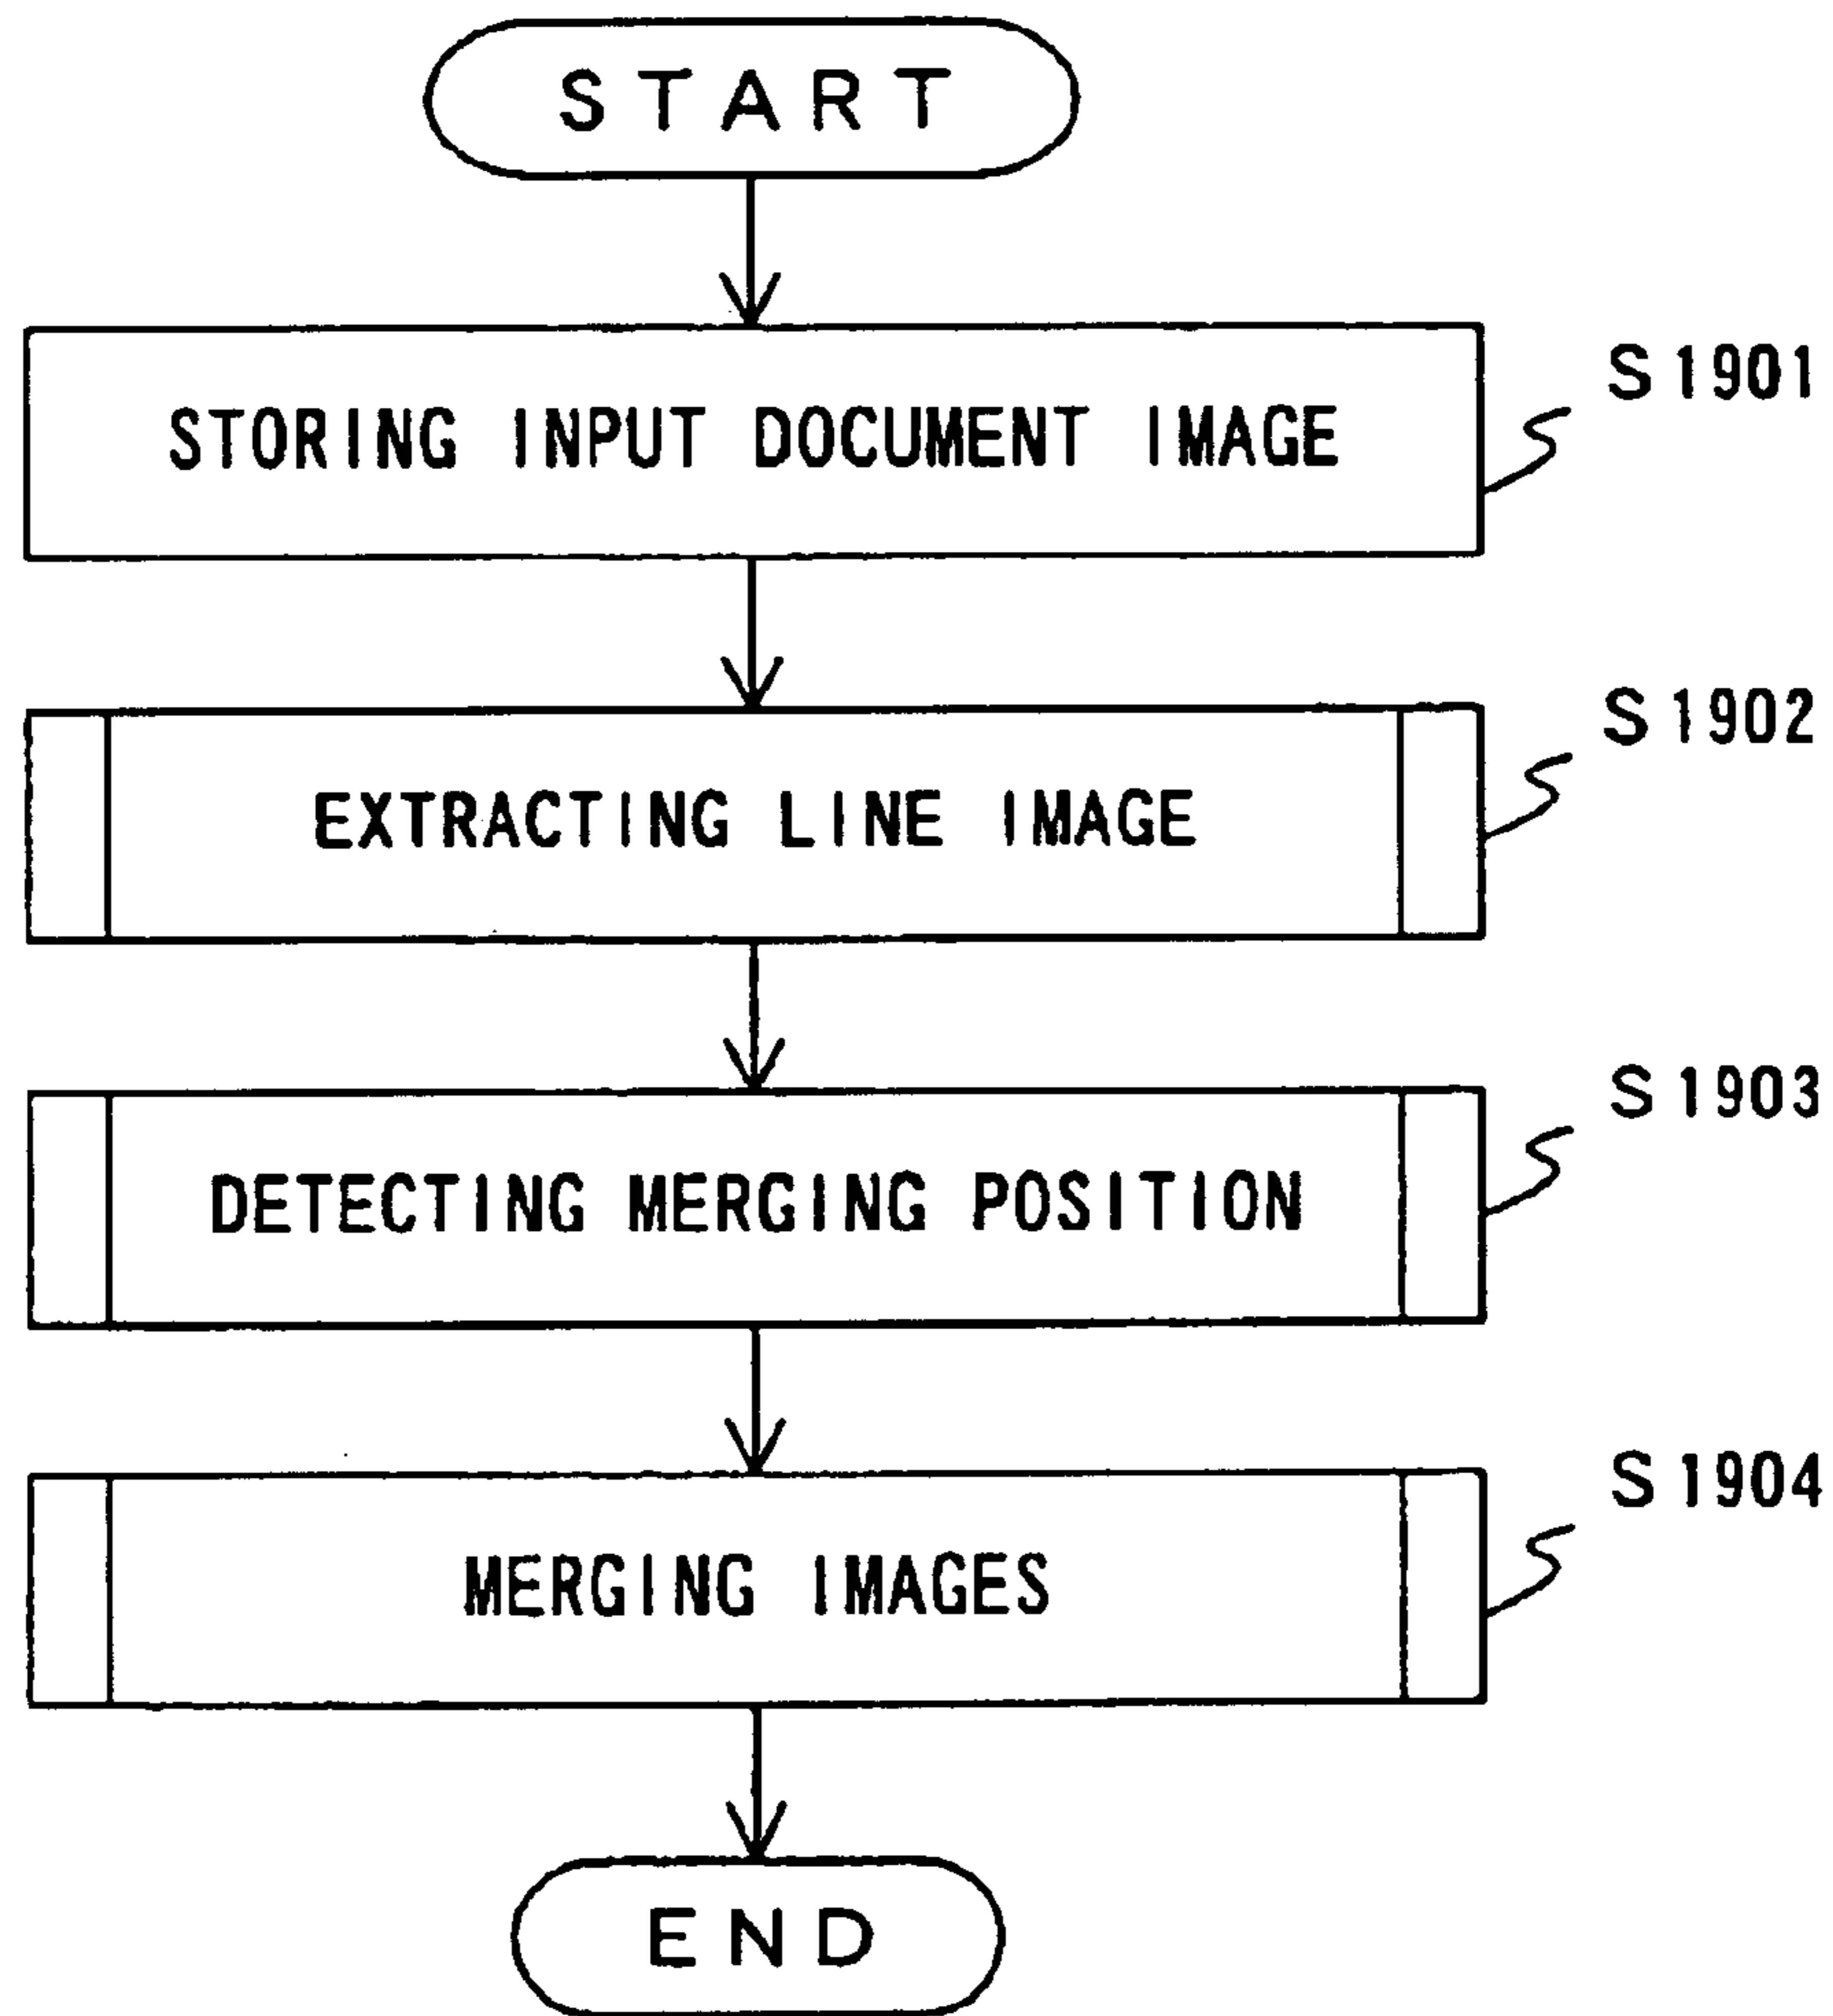 START
S1901
STORING INPUT DOCUMENT IMAGE
S1902
EXTRACTING LINE IMAGE
S1903
DETECTING MERGING POSITION
S1904
MERGING IMAGES
END